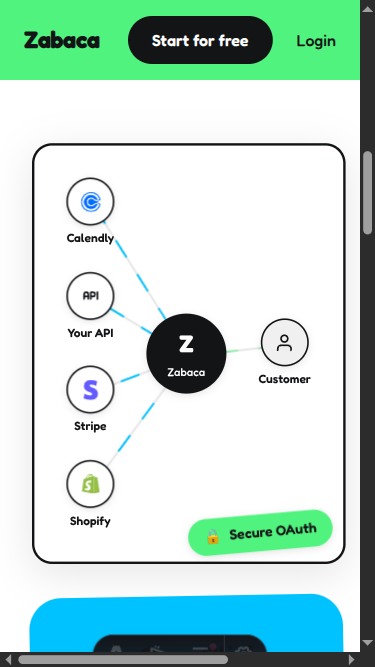 Zabaca
Start for free
Login
Calendly
API
Your API
S
Stripe
S
Shopify
Z
Zabaca
Customer
Secure OAuth